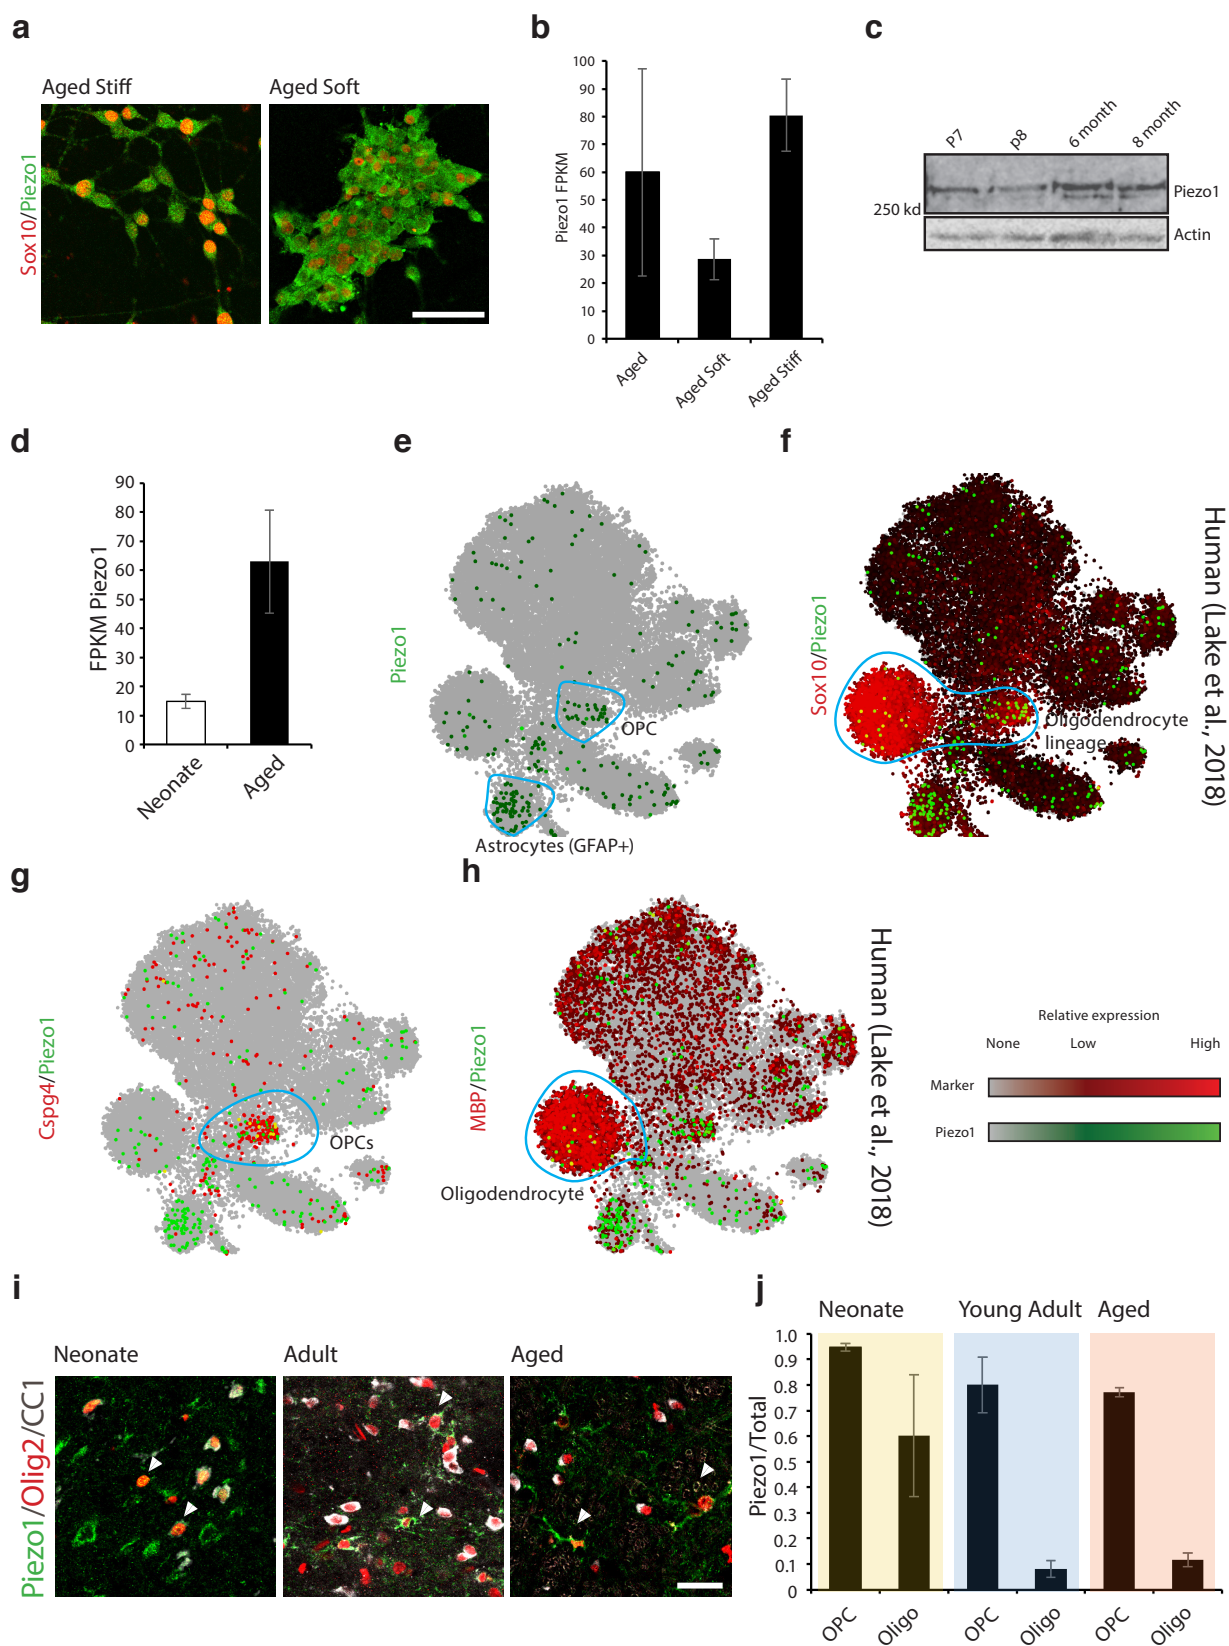 a
Aged Stiff
Aged Soft
Sox10/Piezo1
b
Piezo1 FPKM
100
90
80
70
60
50
40
30
20
10
0
Aged
Aged Soft
Aged Stiff
c
P7
p8
6 month
8 month
Piezo1
250 kd
Actin
d
FPKM Piezo1
90
80
70
60
50
40
30
20
10
0
Neonate
Aged
e
Piezo1
OPC
Astrocytes (GFAP+)
f
Sox10/Piezo1
Oligodendrocyte
lineage
Human (Lake et al., 2018)
g
Cspg4/Piezo1
OPCs
h
MBP/Piezo1
Oligodendrocyte
Human (Lake et al., 2018)
Relative expression
None
Low
High
Marker
Piezo1
i
Neonate
Adult
Aged
Piezo1/Olig2/CC1
j
Neonate
Young Adult
Aged
Piezo1/Total
1.0
0.9
0.8
0.7
0.6
0.5
0.4
0.3
0.2
0.1
0
OPC
Oligo
OPC
Oligo
OPC
Oligo